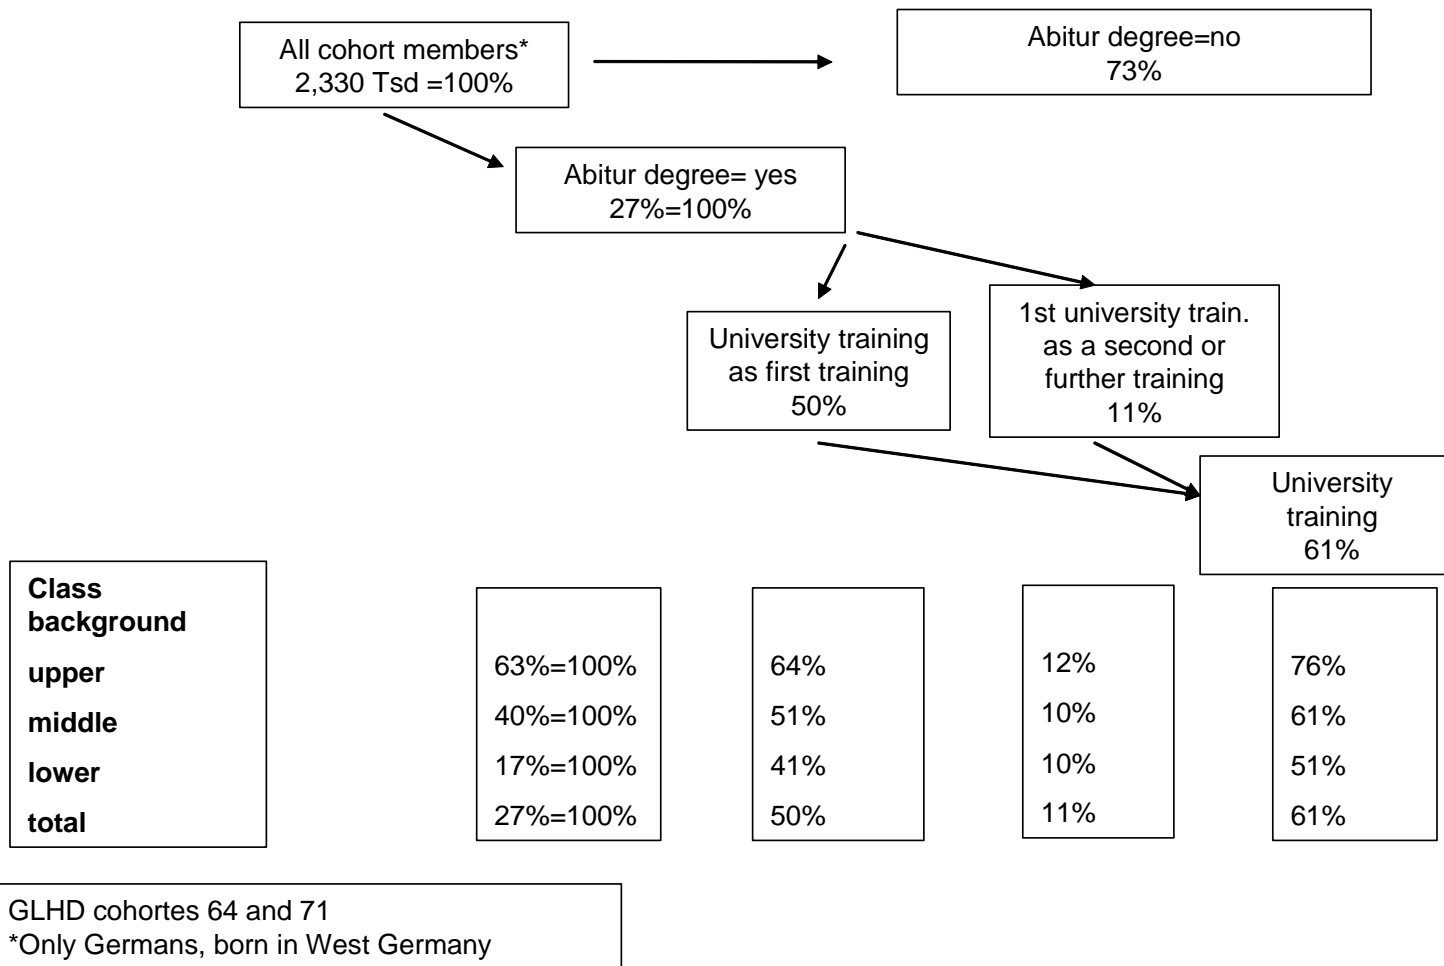 All cohort members*
2,330 Tsd =100%
Abitur degree=no
73%
Abitur degree= yes
27%=100%
University training
as first training
50%
1st university train.
as a second or
further training
11%
University
training
61%
Class
background
upper 63%=100% 64% 12% 76%
middle 40%=100% 51% 10% 61%
lower 17%=100% 41% 10% 51%
total 27%=100% 50% 11% 61%
GLHD cohortes 64 and 71
*Only Germans, born in West Germany